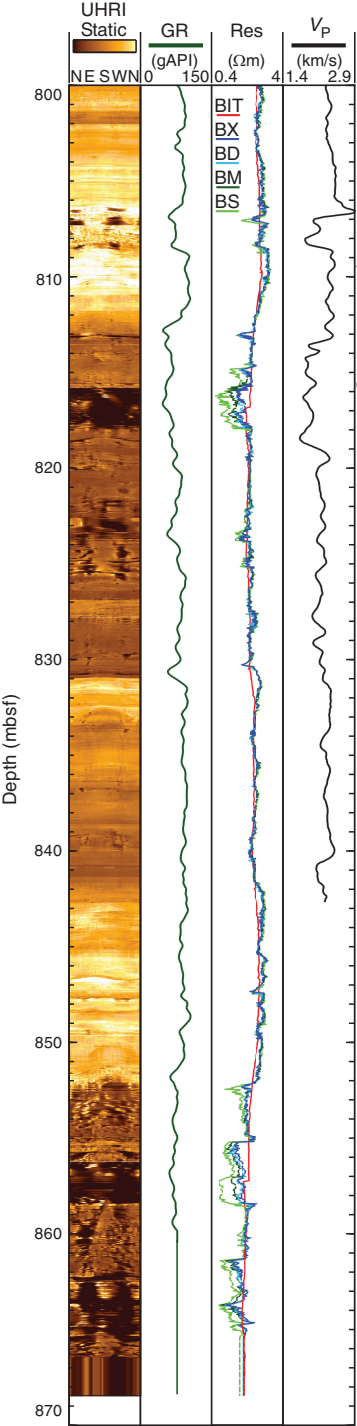 UHRI
Static
GR
Res
VP
(gAPI)
(Ωm)
(km/s)
N E S W N
0 150
0.4 4
1.4 2.9
BIT
BX
BD
BM
BS
Depth (mbsf)
800
810
820
830
840
850
860
870